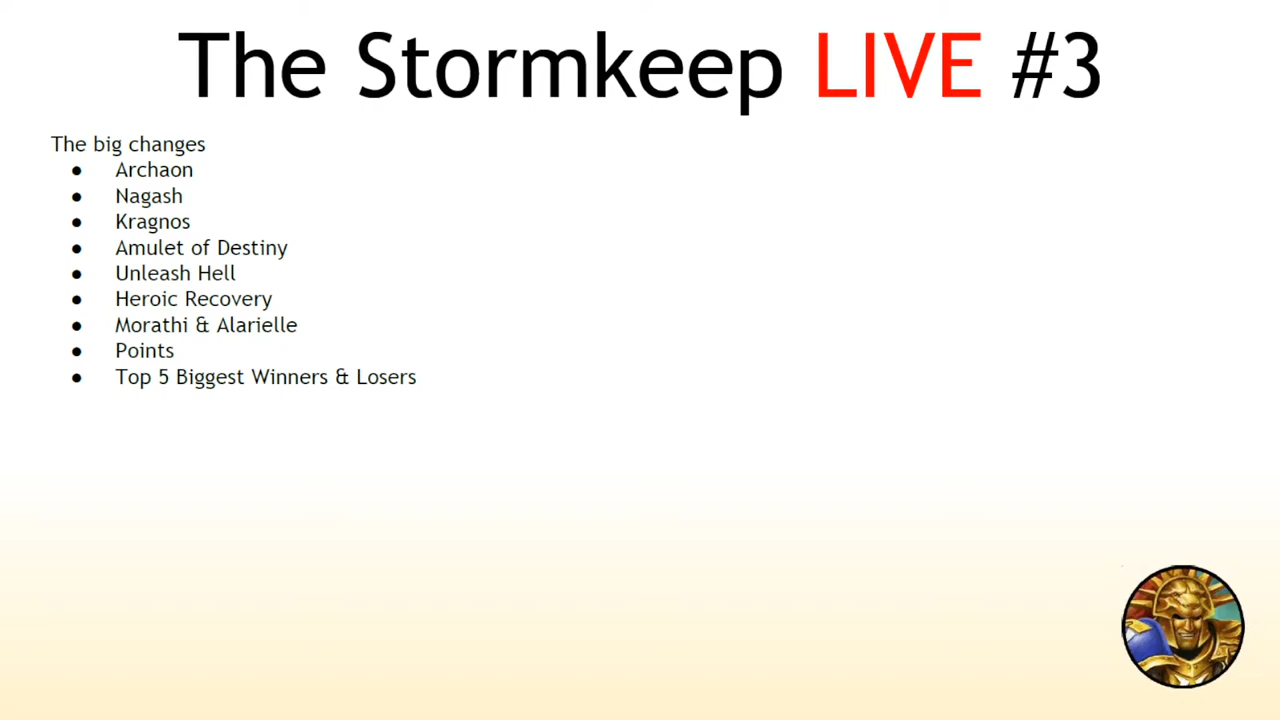 The Stormkeep LIVE #3
The big changes
● Archaon
● Nagash
● Kragnos
● Amulet of Destiny
● Unleash Hell
● Heroic Recovery
● Morathi & Alarielle
● Points
● Top 5 Biggest Winners & Losers